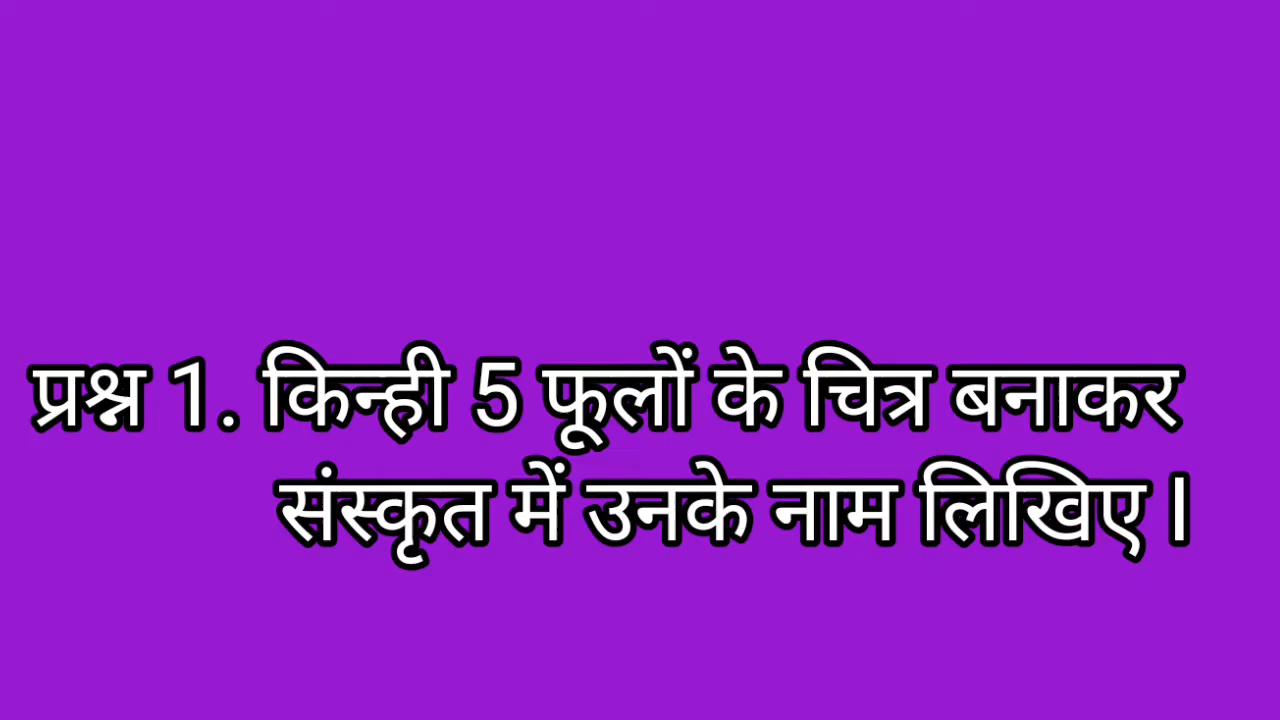 प्रश्न 1. किन्ही 5 फूलों के चित्र बनाकर
संस्कृत में उनके नाम लिखिए l